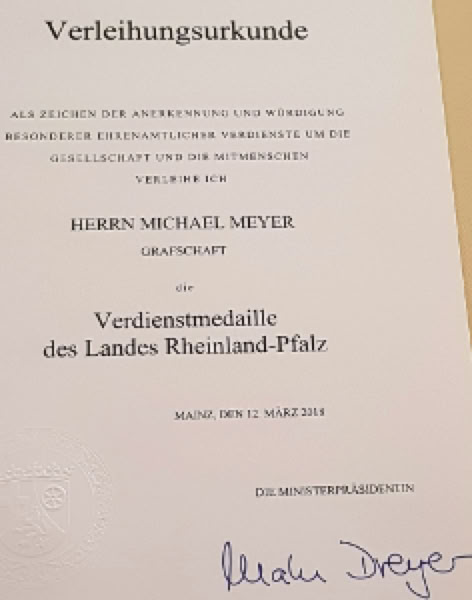 Verleihungsurkunde
ALS ZEICHEN DER ANERKENNUNG UND WÜRDIGUNG
BESONDERER EHRENAMTLICHER VERDIENSTE UM DIE
GESELLSCHAFT UND DIE MITMENSCHEN
VERLEIHE ICH
HERRN MICHAEL MEYER
GRAFSCHAFT
die
Verdienstmedaille
des Landes Rheinland-Pfalz
MAINZ, DEN 12. MÄRZ 2018
DIE MINISTERPRÄSIDENTIN
Malu Dreyer